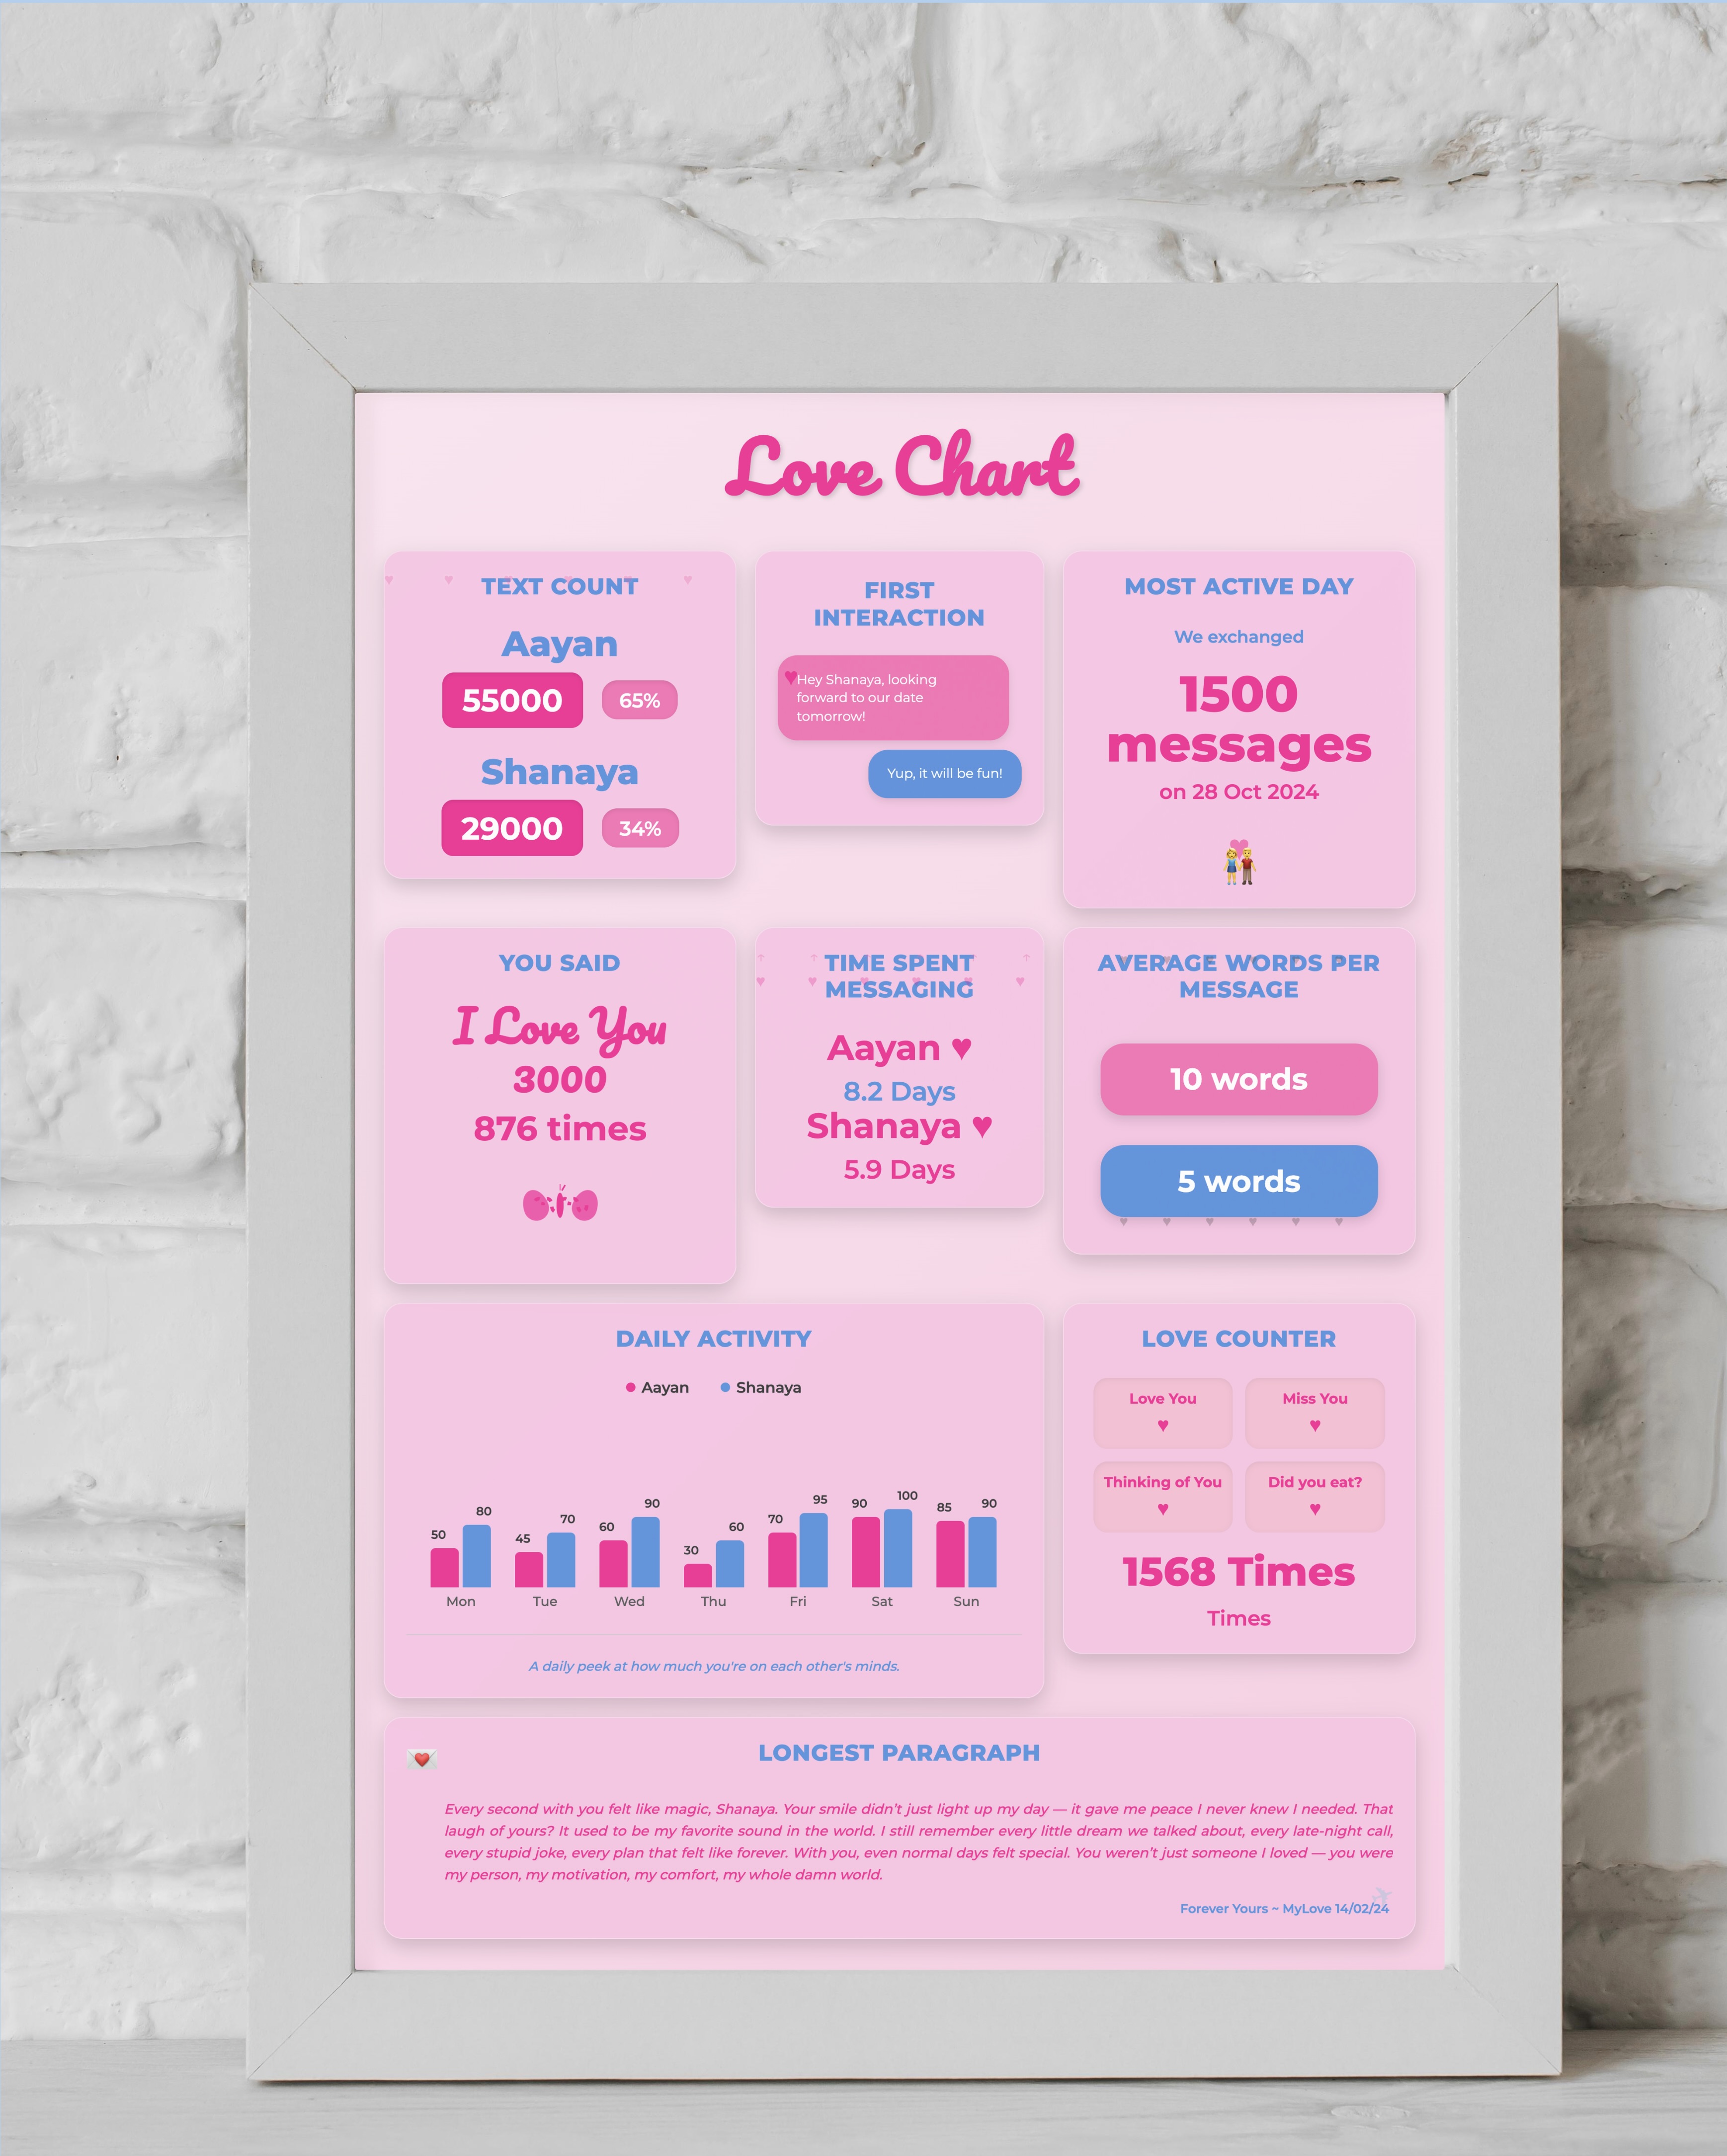 Love Chart
TEXT COUNT
Aayan
55000 65%
Shanaya
29000 34%
FIRST
INTERACTION
Hey Shanaya, looking
forward to our date
tomorrow!
Yup, it will be fun!
MOST ACTIVE DAY
We exchanged
1500
messages
on 28 Oct 2024
YOU SAID
I Love You
3000
876 times
TIME SPENT
MESSAGING
Aayan ♥
8.2 Days
Shanaya ♥
5.9 Days
AVERAGE WORDS PER
MESSAGE
10 words
5 words
DAILY ACTIVITY
Aayan Shanaya
50 80 45 70 60 90 30 60 70 95 90 100 85 90
Mon Tue Wed Thu Fri Sat Sun
A daily peek at how much you're on each other's minds.
LOVE COUNTER
Love You Miss You
♥ ♥
Thinking of You Did you eat?
♥ ♥
1568 Times
Times
LONGEST PARAGRAPH
Every second with you felt like magic, Shanaya. Your smile didn’t just light up my day — it gave me peace I never knew I needed. That
laugh of yours? It used to be my favorite sound in the world. I still remember every little dream we talked about, every late-night call,
every stupid joke, every plan that felt like forever. With you, even normal days felt special. You weren’t just someone I loved — you were
my person, my motivation, my comfort, my whole damn world.
Forever Yours ~ MyLove 14/02/24